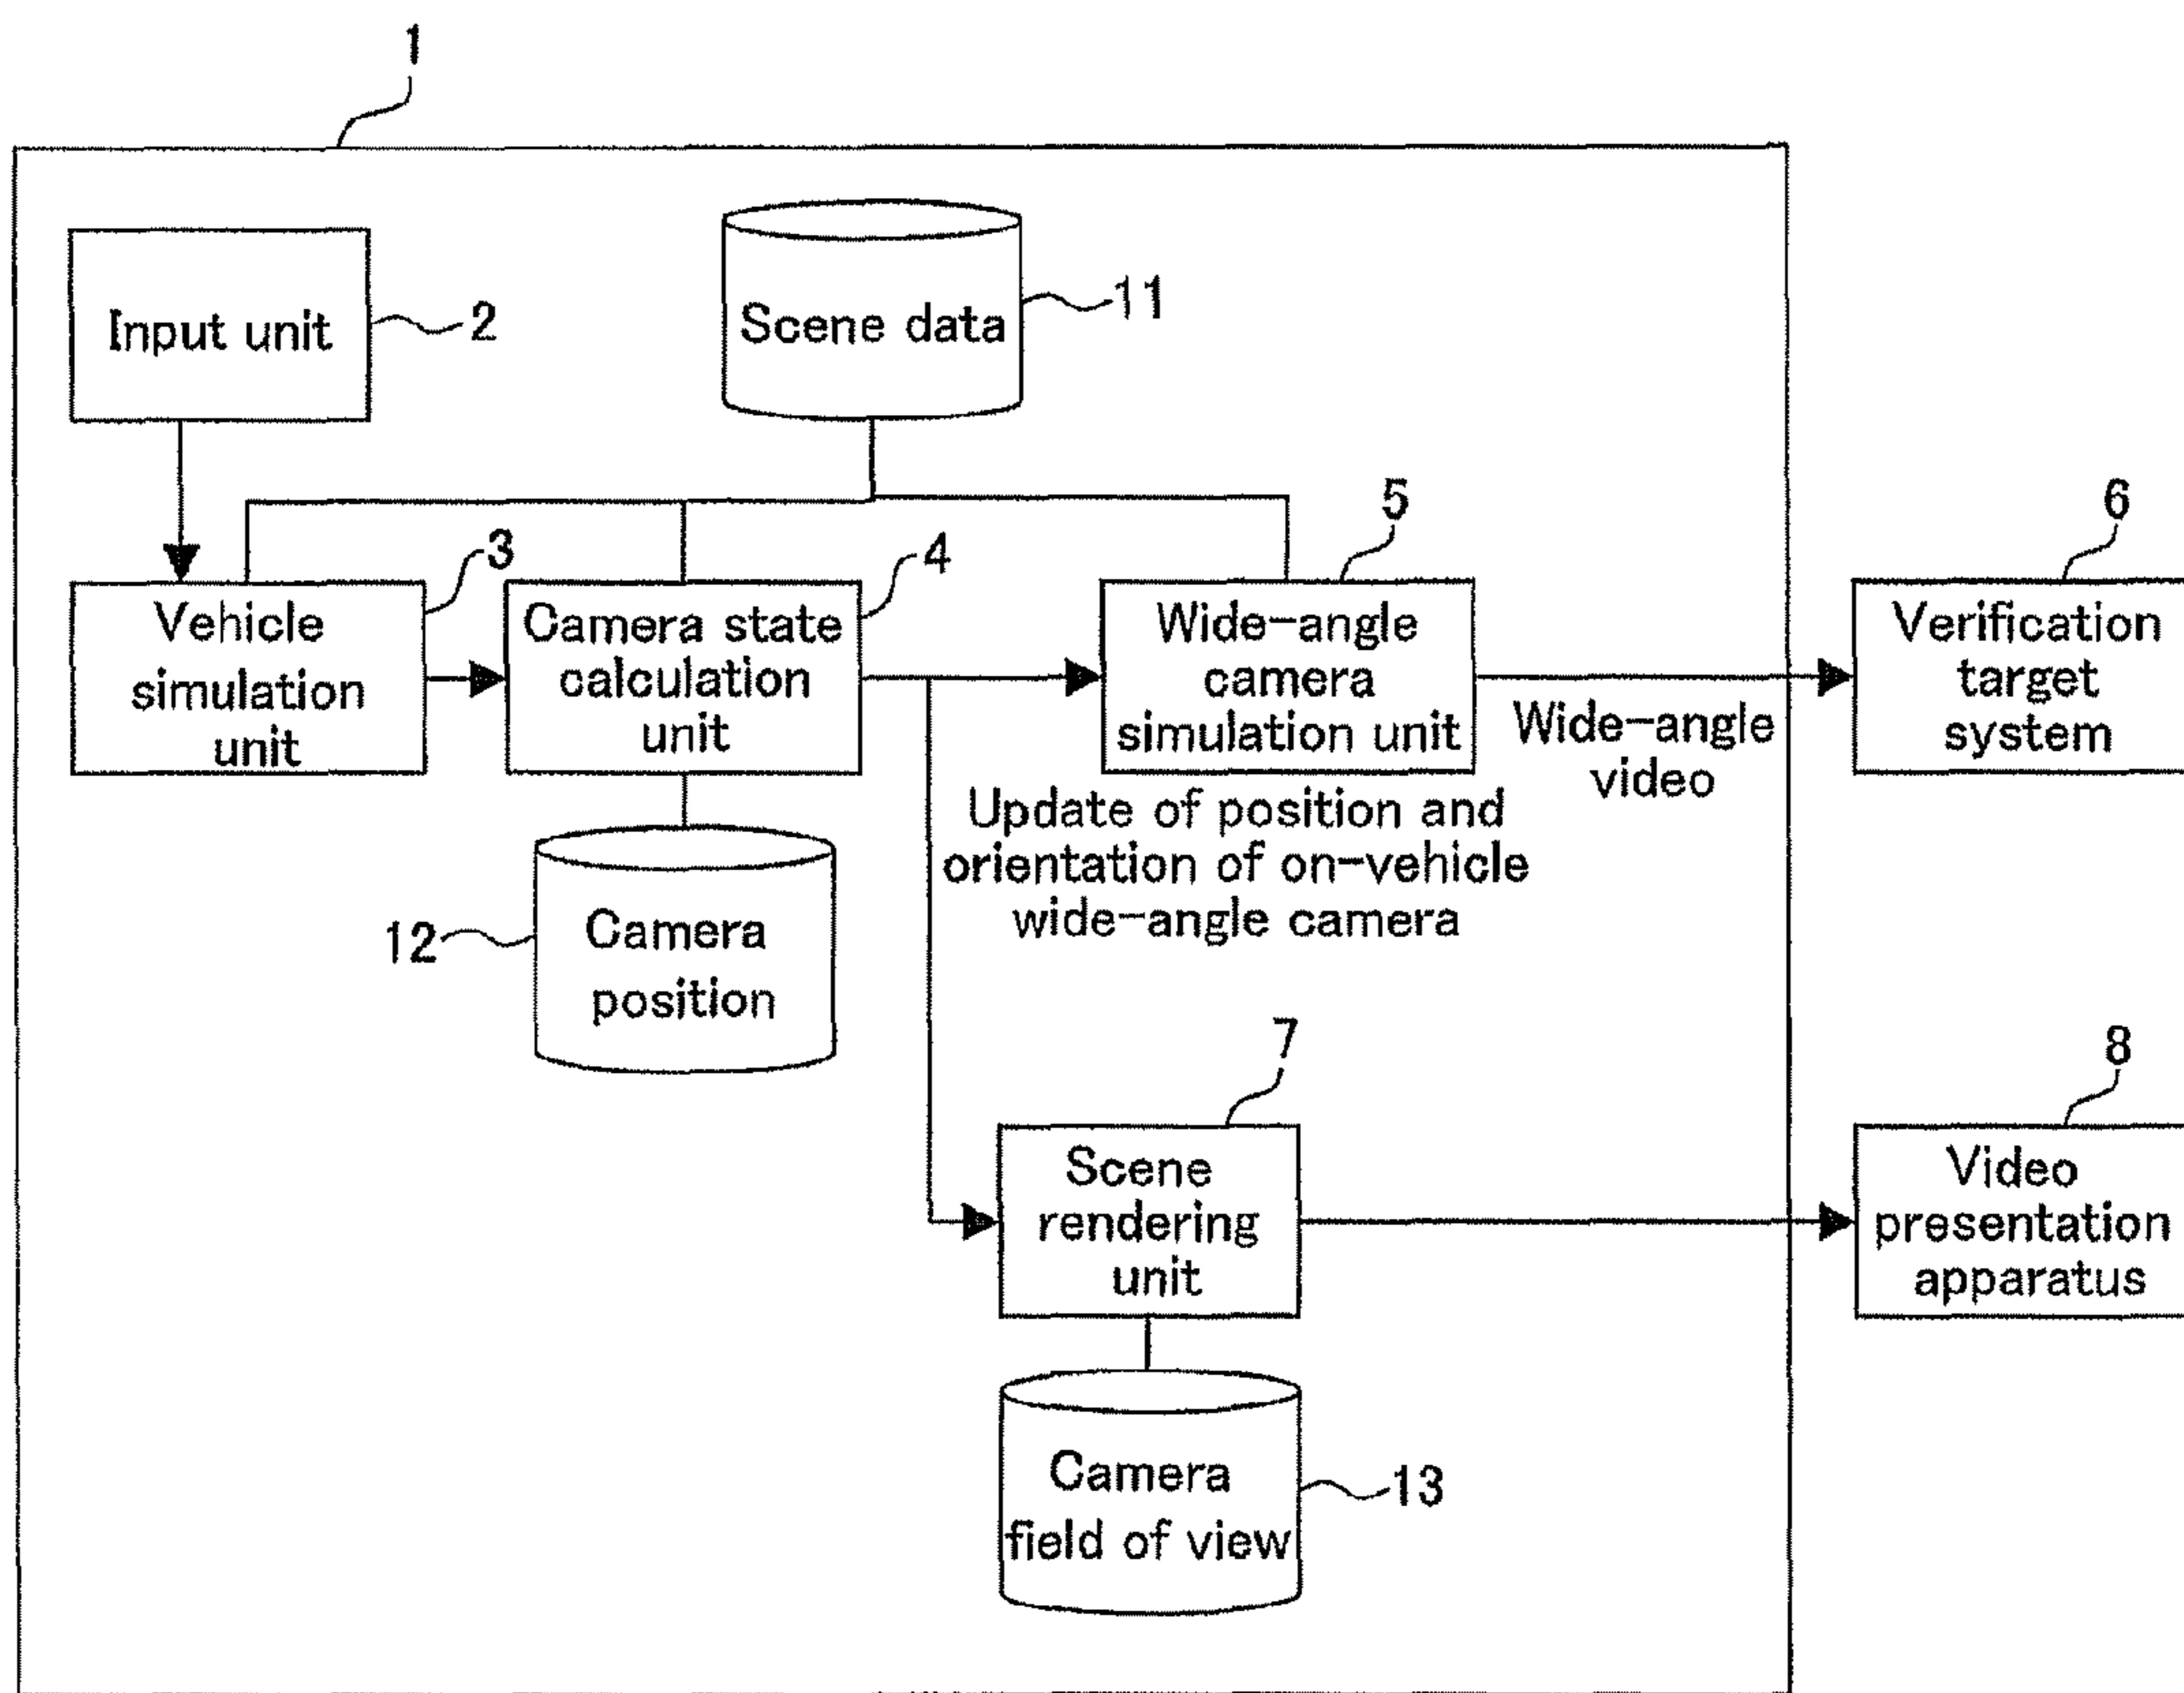 1
Input unit
2
Scene data
11
Vehicle
simulation
unit
3
Camera state
calculation
unit
4
Wide-angle
camera
simulation unit
5
Wide-angle
video
Verification
target
system
6
Update of position and
orientation of on-vehicle
wide-angle camera
Camera
position
12
Scene
rendering
unit
7
Video
presentation
apparatus
8
Camera
field of view
13